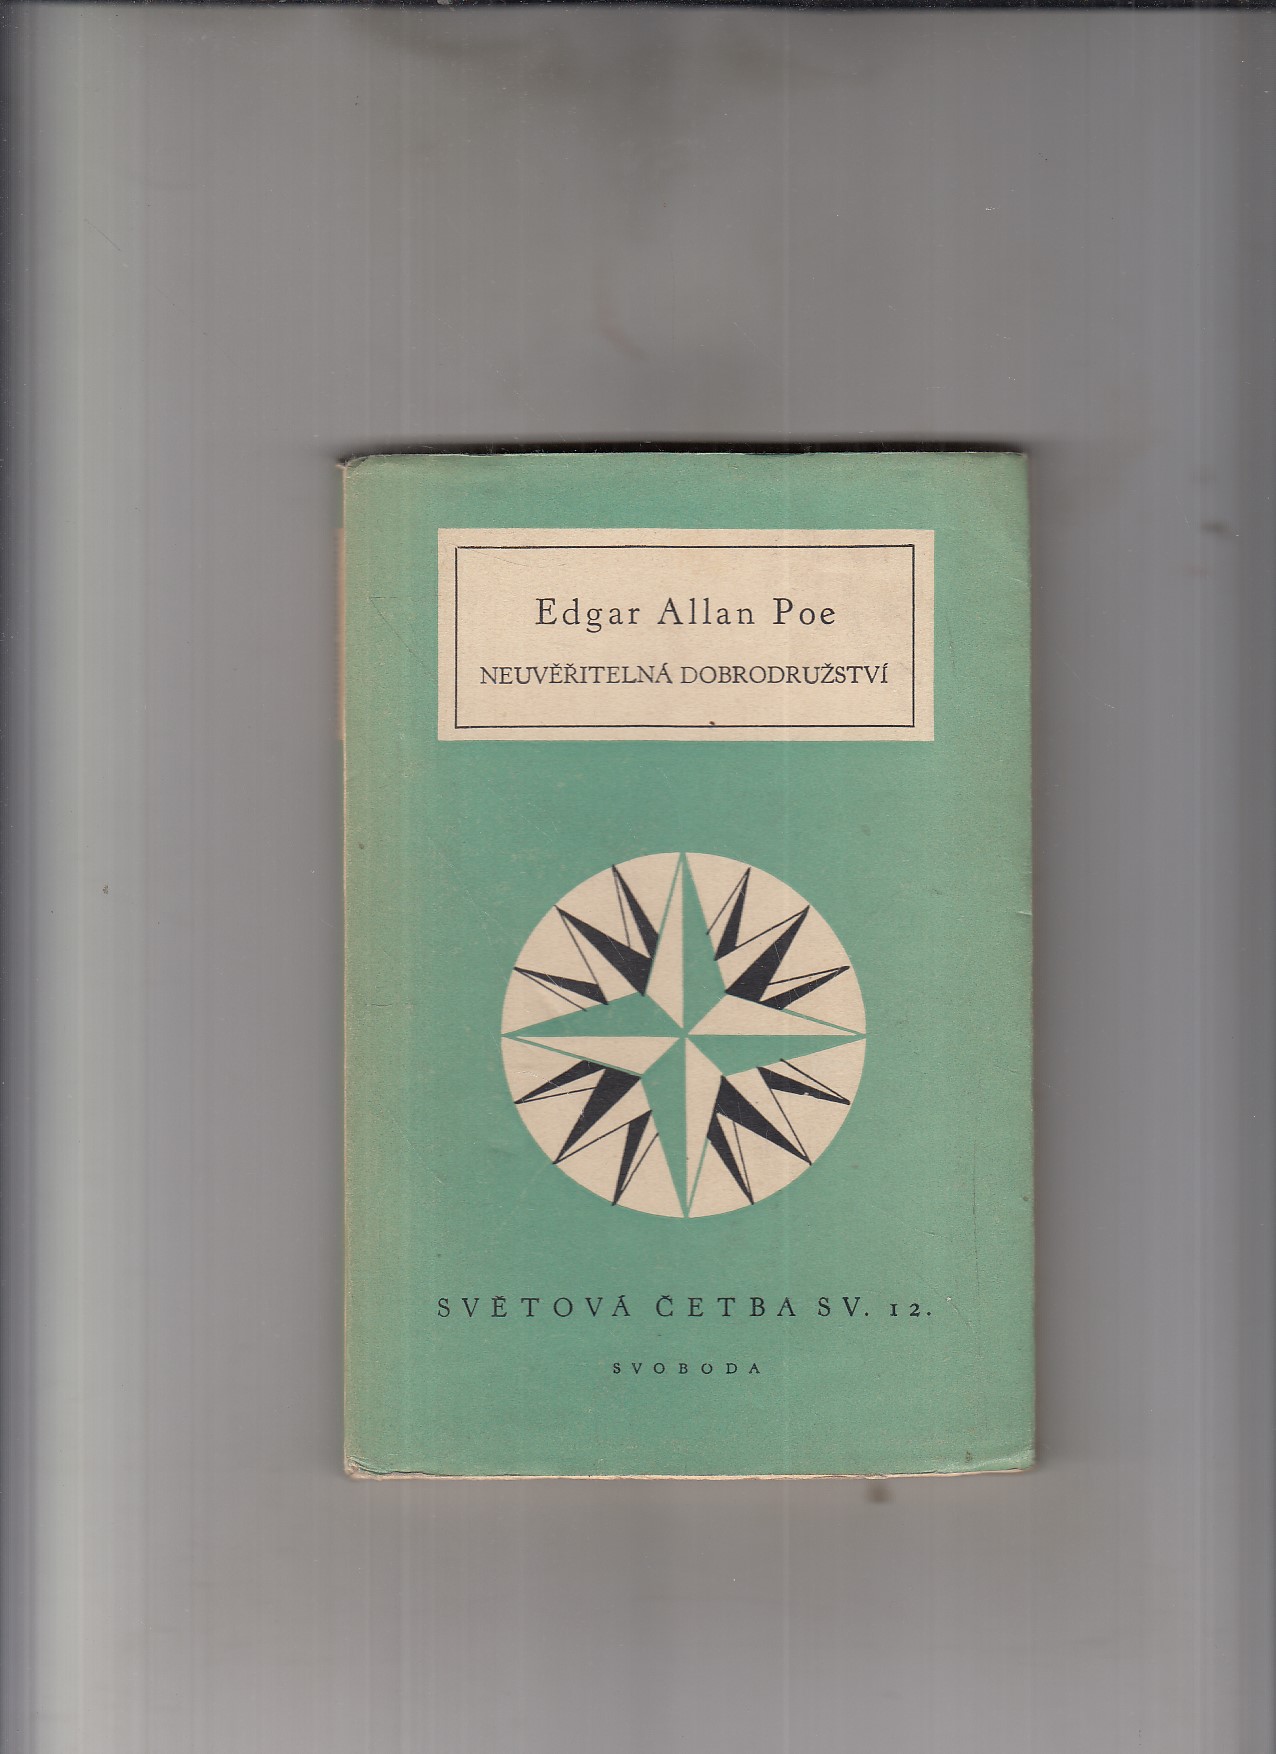 Edgar Allan Poe
NEUVĚŘITELNÁ DOBRODRUŽSTVÍ
SVĚTOVÁ ČETBA SV. 12.
SVOBODA